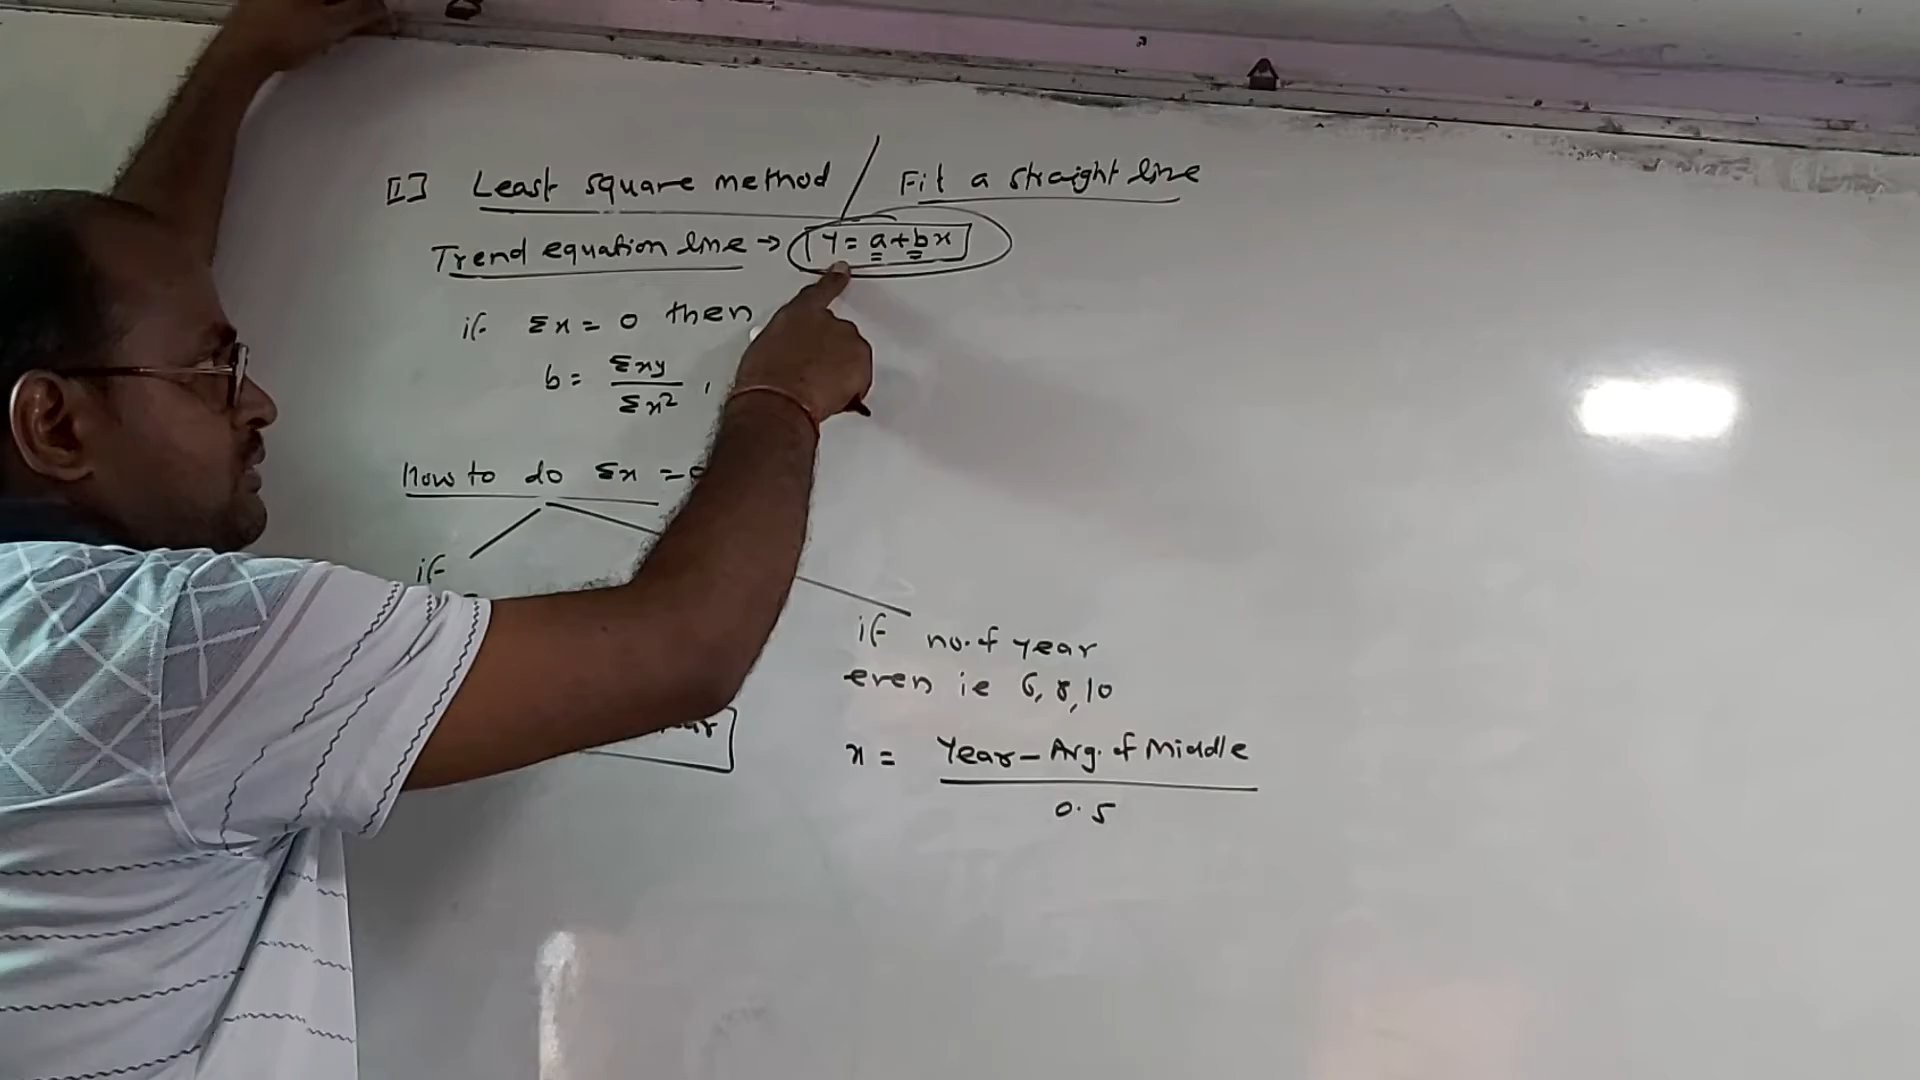 [1] Least square method / Fit a straight line
Trend equation line → Y = a + bx
if Σx = 0 then
b = Σxy / Σx² ,
How to do Σx =
if
if no. of year
even ie 6, 8, 10
x = Year – Avg. of Middle / 0.5